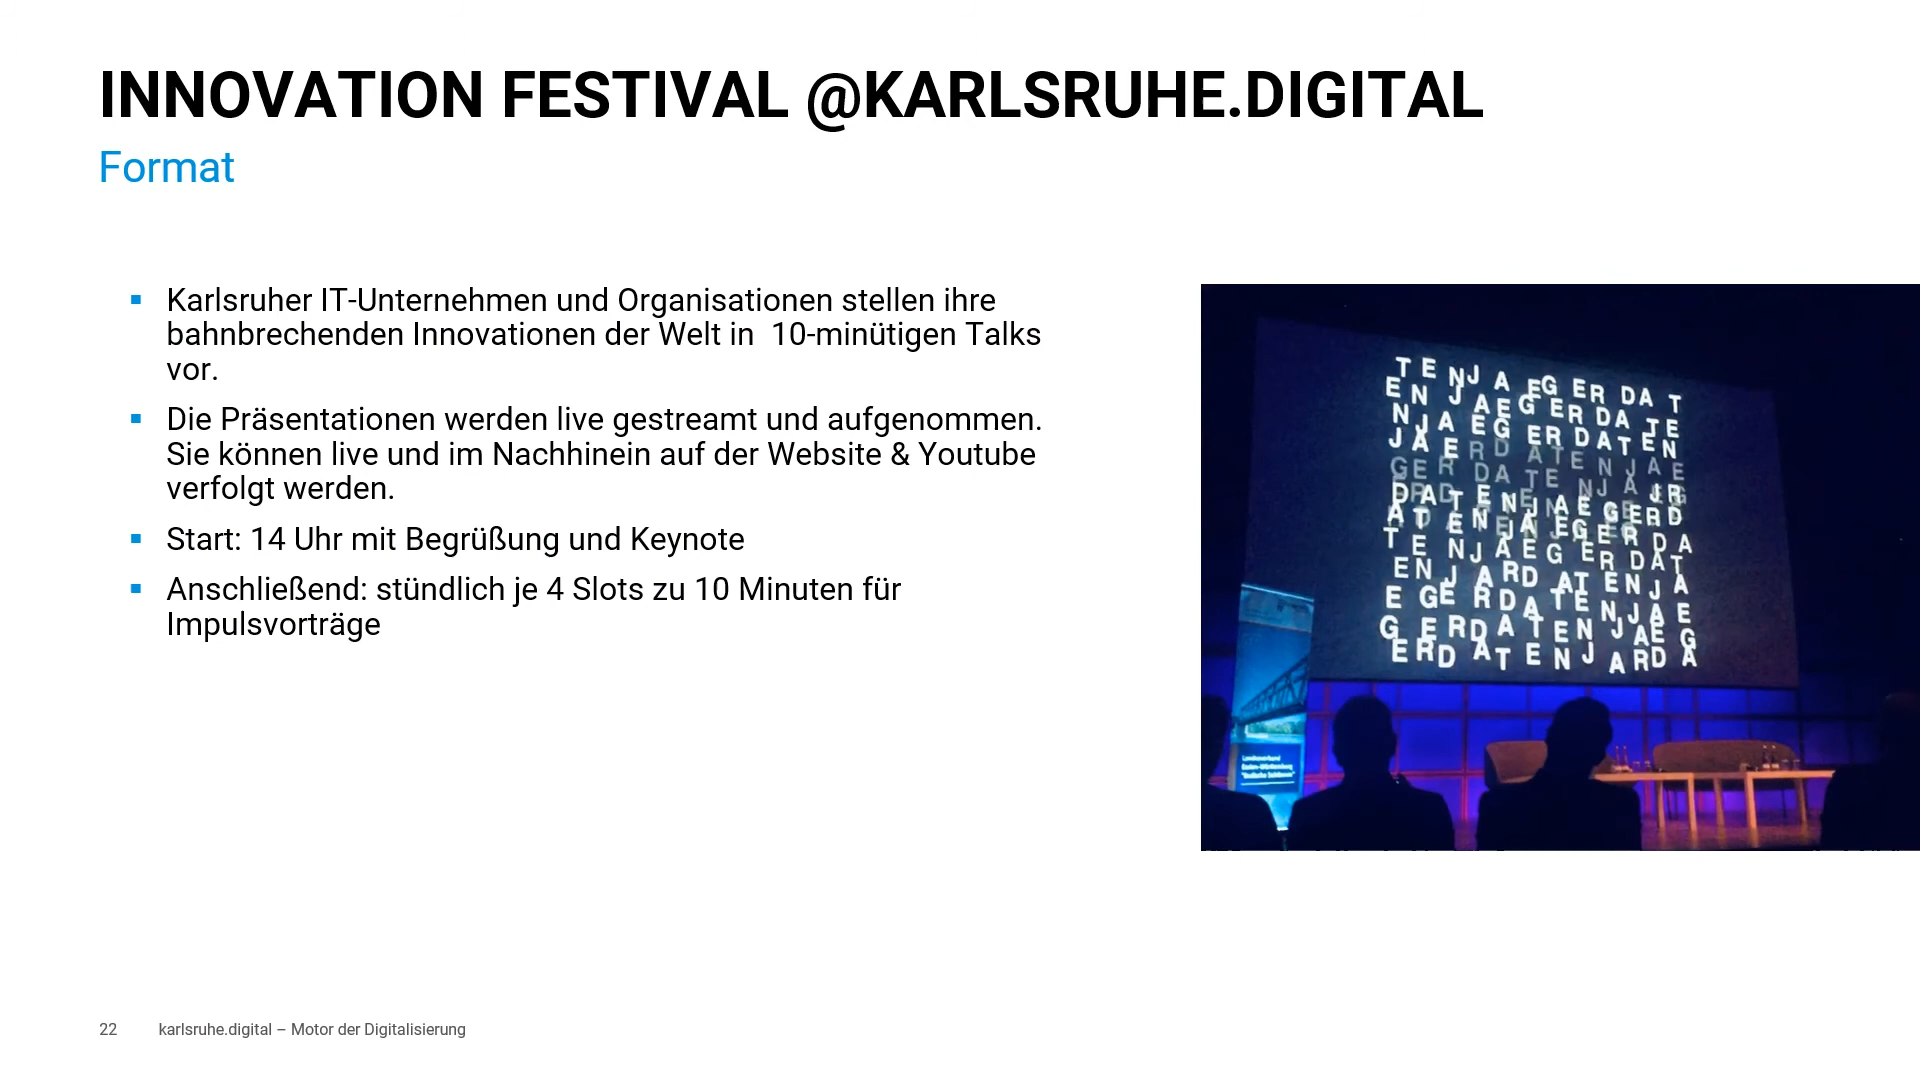 INNOVATION FESTIVAL @KARLSRUHE.DIGITAL
Format
▪ Karlsruher IT-Unternehmen und Organisationen stellen ihre
bahnbrechenden Innovationen der Welt in  10-minütigen Talks
vor.
▪ Die Präsentationen werden live gestreamt und aufgenommen.
Sie können live und im Nachhinein auf der Website & Youtube
verfolgt werden.
▪ Start: 14 Uhr mit Begrüßung und Keynote
▪ Anschließend: stündlich je 4 Slots zu 10 Minuten für
Impulsvorträge
T E N J A E G E R D A T
E N J A E G E R D A T E
N J A E G E R D A T E N
J A E R D A T E N J A E
T E N J A E G E R D A T
E N J A R D A T E N J A
E G E R D A T E N J A E
G E R D A T E N J A E G
E R D A T E N J A R D A
22 karlsruhe.digital – Motor der Digitalisierung